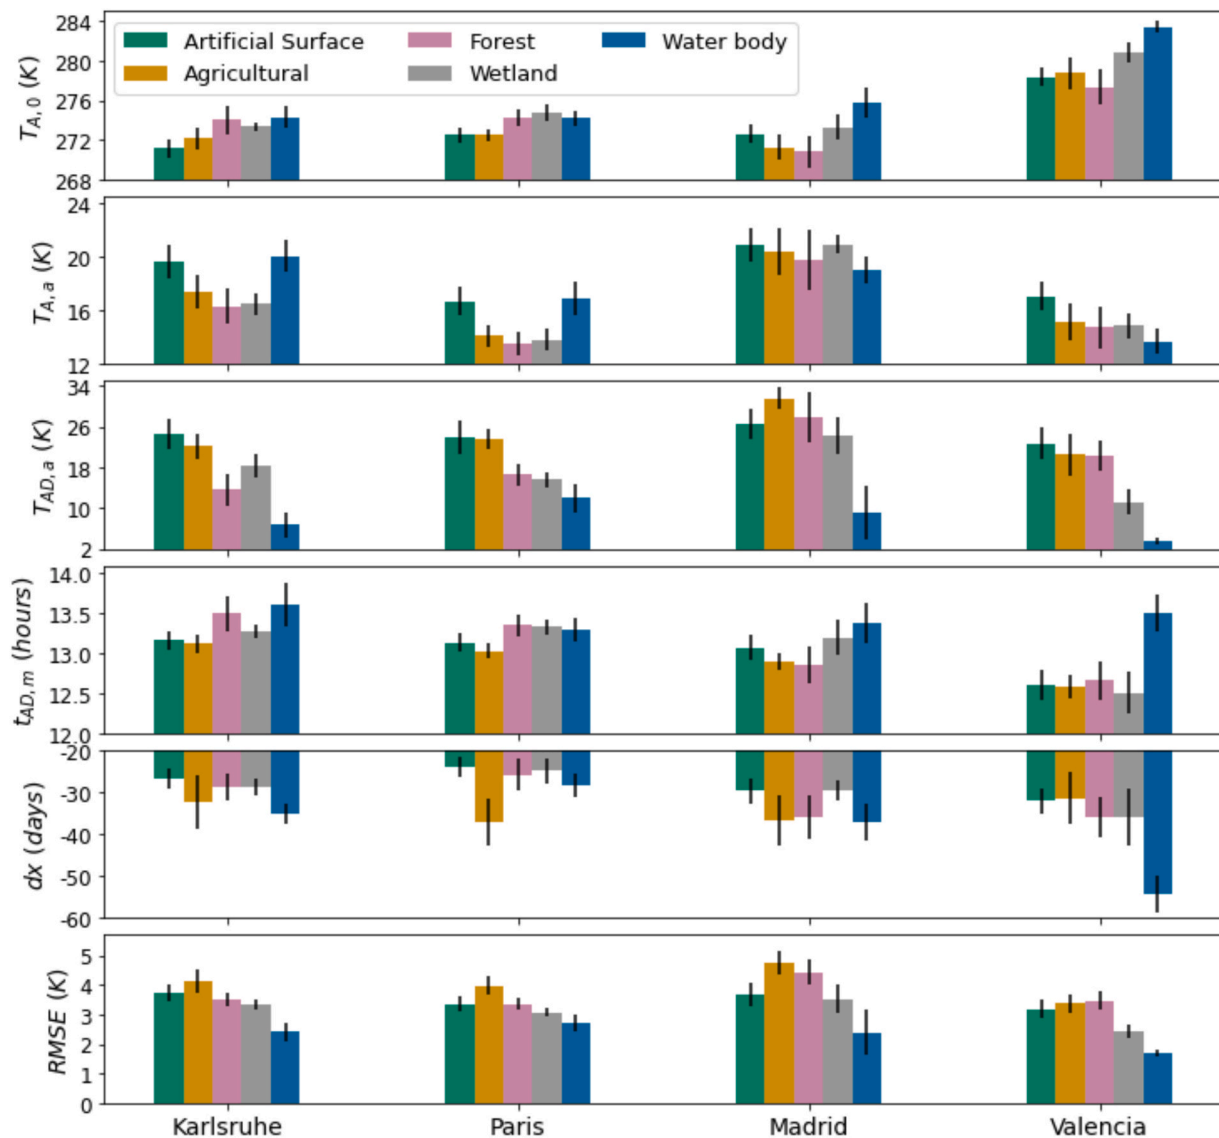 284
280
276
272
268
T_{A,0} (K)
Artificial Surface
Agricultural
Forest
Wetland
Water body
24
20
16
12
T_{A,a} (K)
34
26
18
10
2
T_{AD,a} (K)
14.0
13.5
13.0
12.5
12.0
t_{AD,m} (hours)
-20
-30
-40
-50
-60
dx (days)
5
4
3
2
1
0
RMSE (K)
Karlsruhe Paris Madrid Valencia